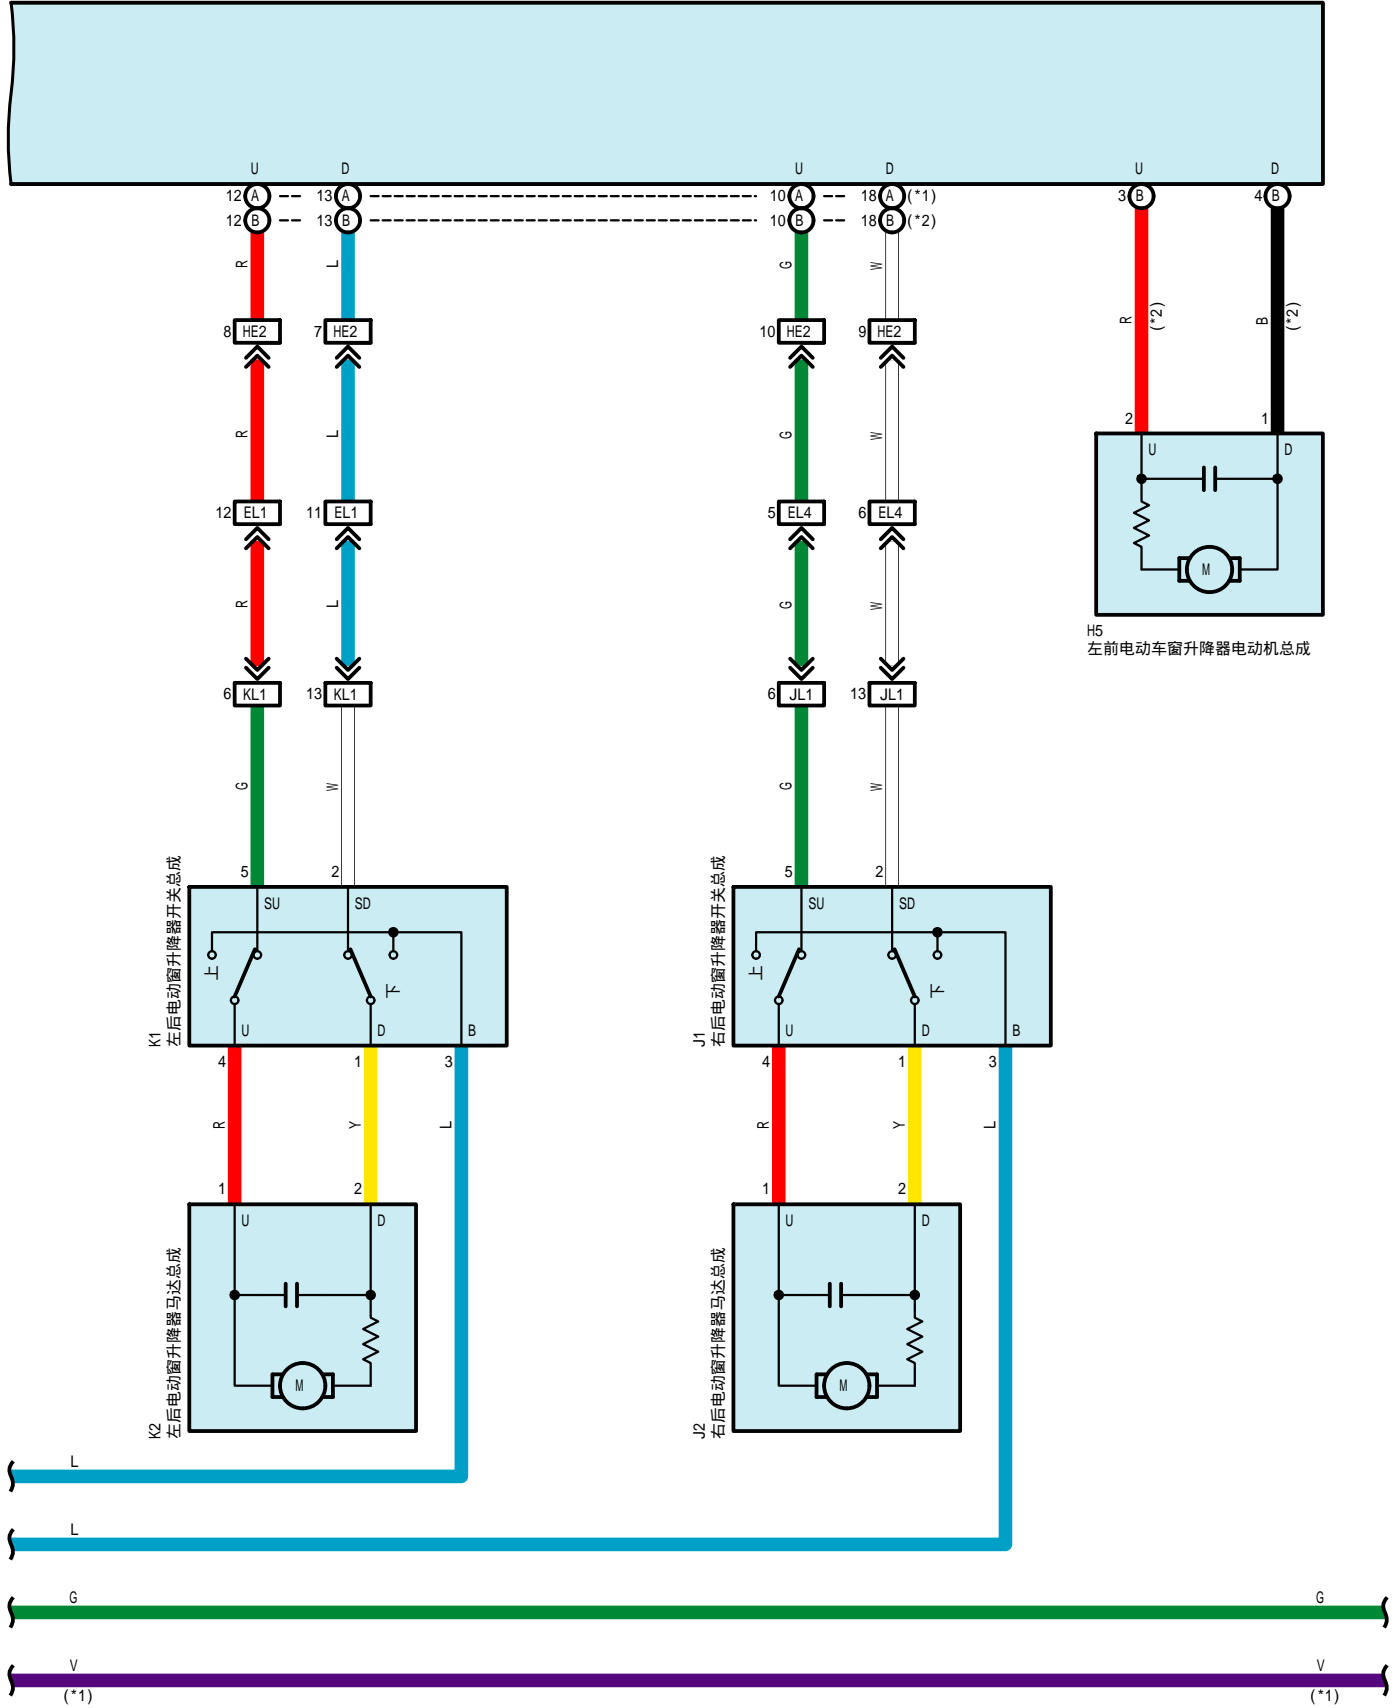 U D U D U D
12 A 13 A 10 A 18 A (*1) 3 B 4 B
12 B 13 B 10 B 18 B (*2)
R L G W
R (*2) B (*2)
8 HE2 7 HE2 10 HE2 9 HE2
R L G W
2 1
U D
12 EL1 11 EL1 5 EL4 6 EL4
M
R L G W
H5
左前电动车窗升降器电动机总成
6 KL1 13 KL1 6 JL1 13 JL1
G W G W
5 2 5 2
SU SD SU SD
上 下 上 下
U D B U D B
K1
左后电动窗升降器开关总成
J1
右后电动窗升降器开关总成
4 1 3 4 1 3
R Y L R Y L
1 2 1 2
U D U D
M M
K2
左后电动窗升降器马达总成
J2
右后电动窗升降器马达总成
L
L
G G
V V
(*1) (*1)